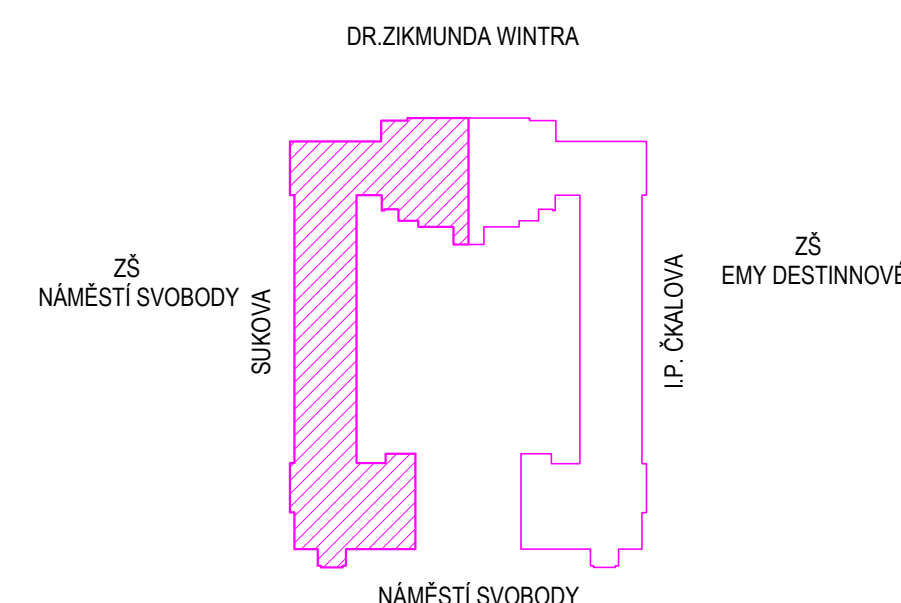 DR.ZIKMUNDA WINTRA
ZŠ
NÁMĚSTÍ SVOBODY
SUKOVA
I.P. ČKALOVA
ZŠ
EMY DESTINNOVÉ
NÁMĚSTÍ SVOBODY